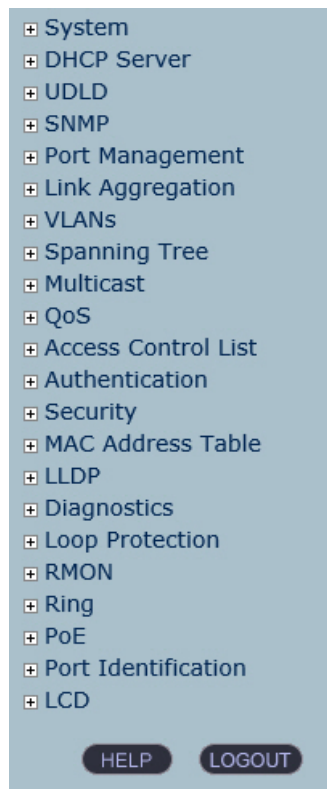 System
DHCP Server
UDLD
SNMP
Port Management
Link Aggregation
VLANs
Spanning Tree
Multicast
QoS
Access Control List
Authentication
Security
MAC Address Table
LLDP
Diagnostics
Loop Protection
RMON
Ring
PoE
Port Identification
LCD
HELP LOGOUT